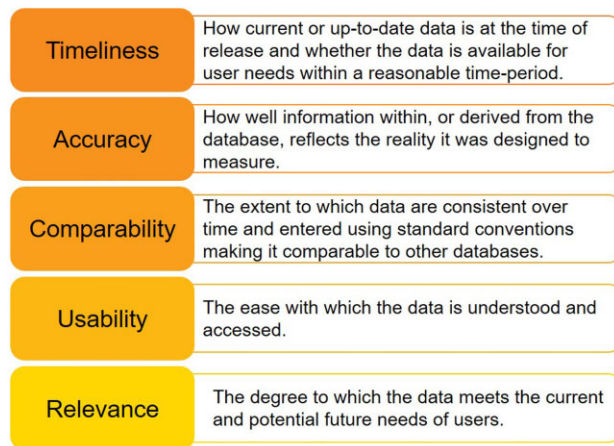 Timeliness
How current or up-to-date data is at the time of
release and whether the data is available for
user needs within a reasonable time-period.
Accuracy
How well information within, or derived from the
database, reflects the reality it was designed to
measure.
Comparability
The extent to which data are consistent over
time and entered using standard conventions
making it comparable to other databases.
Usability
The ease with which the data is understood and
accessed.
Relevance
The degree to which the data meets the current
and potential future needs of users.